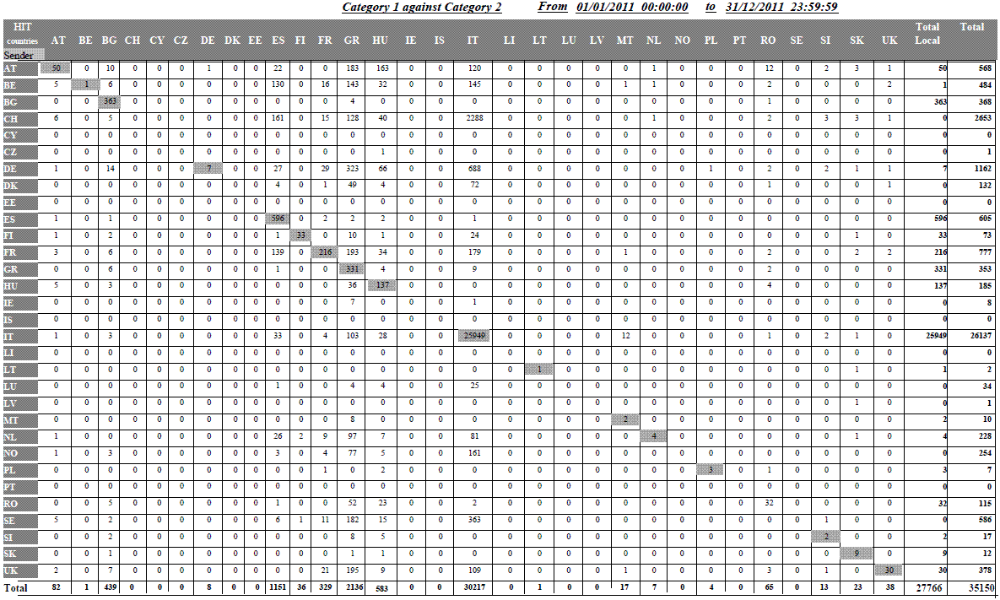 Category 1 against Category 2 From 01/01/2011 00:00:00 to 31/12/2011 23:59:59
HIT Total Total
countries AT BE BG CH CY CZ DE DK EE ES FI FR GR HU IE IS IT LI LT LU LV MT NL NO PL PT RO SE SI SK UK Local
Sender
AT 50 0 10 0 0 0 1 0 0 22 0 0 183 163 0 0 120 0 0 0 0 0 1 0 0 0 12 0 2 3 1 50 568
BE 5 1 6 0 0 0 0 0 0 130 0 16 143 32 0 0 145 0 0 0 0 1 1 0 0 0 2 0 0 0 2 1 484
BG 0 0 363 0 0 0 0 0 0 0 0 0 4 0 0 0 0 0 0 0 0 0 0 0 0 0 1 0 0 0 0 363 368
CH 6 0 5 0 0 0 0 0 0 161 0 15 128 40 0 0 2288 0 0 0 0 0 1 0 0 0 2 0 3 3 1 0 2653
CY 0 0 0 0 0 0 0 0 0 0 0 0 0 0 0 0 0 0 0 0 0 0 0 0 0 0 0 0 0 0 0 0 0
CZ 0 0 0 0 0 0 0 0 0 0 0 0 0 1 0 0 0 0 0 0 0 0 0 0 0 0 0 0 0 0 0 0 1
DE 1 0 14 0 0 0 7 0 0 27 0 29 323 66 0 0 688 0 0 0 0 0 0 0 1 0 2 0 2 1 1 7 1162
DK 0 0 0 0 0 0 0 0 0 4 0 1 49 4 0 0 72 0 0 0 0 0 0 0 0 0 1 0 0 0 1 0 132
EE 0 0 0 0 0 0 0 0 0 0 0 0 0 0 0 0 0 0 0 0 0 0 0 0 0 0 0 0 0 0 0 0 0
ES 1 0 1 0 0 0 0 0 0 596 0 2 2 2 0 0 1 0 0 0 0 0 0 0 0 0 0 0 0 0 0 596 605
FI 1 0 2 0 0 0 0 0 0 1 33 0 10 1 0 0 24 0 0 0 0 0 0 0 0 0 0 0 0 1 0 33 73
FR 3 0 6 0 0 0 0 0 0 139 0 216 193 34 0 0 179 0 0 0 0 1 0 0 0 0 2 0 0 2 2 216 777
GR 0 0 6 0 0 0 0 0 0 1 0 0 331 4 0 0 9 0 0 0 0 0 0 0 0 0 2 0 0 0 0 331 353
HU 5 0 3 0 0 0 0 0 0 0 0 0 36 137 0 0 0 0 0 0 0 0 0 0 0 0 4 0 0 0 0 137 185
IE 0 0 0 0 0 0 0 0 0 0 0 0 7 0 0 0 1 0 0 0 0 0 0 0 0 0 0 0 0 0 0 0 8
IS 0 0 0 0 0 0 0 0 0 0 0 0 0 0 0 0 0 0 0 0 0 0 0 0 0 0 0 0 0 0 0 0 0
IT 1 0 3 0 0 0 0 0 0 33 0 4 103 28 0 0 25949 0 0 0 0 12 0 0 0 0 1 0 2 1 0 25949 26137
LI 0 0 0 0 0 0 0 0 0 0 0 0 0 0 0 0 0 0 0 0 0 0 0 0 0 0 0 0 0 0 0 0 0
LT 0 0 0 0 0 0 0 0 0 0 0 0 0 0 0 0 0 0 1 0 0 0 0 0 0 0 0 0 0 1 0 1 2
LU 0 0 0 0 0 0 0 0 0 1 0 0 4 4 0 0 25 0 0 0 0 0 0 0 0 0 0 0 0 0 0 0 34
LV 0 0 0 0 0 0 0 0 0 0 0 0 0 0 0 0 0 0 0 0 0 0 0 0 0 0 0 0 0 1 0 0 1
MT 0 0 0 0 0 0 0 0 0 0 0 0 8 0 0 0 0 0 0 0 0 2 0 0 0 0 0 0 0 0 0 2 10
NL 1 0 0 0 0 0 0 0 0 26 2 9 97 7 0 0 81 0 0 0 0 0 4 0 0 0 0 0 0 1 0 4 228
NO 1 0 3 0 0 0 0 0 0 3 0 4 77 5 0 0 161 0 0 0 0 0 0 0 0 0 0 0 0 0 0 0 254
PL 0 0 0 0 0 0 0 0 0 0 0 1 0 2 0 0 0 0 0 0 0 0 0 0 3 0 1 0 0 0 0 3 7
PT 0 0 0 0 0 0 0 0 0 0 0 0 0 0 0 0 0 0 0 0 0 0 0 0 0 0 0 0 0 0 0 0 0
RO 0 0 5 0 0 0 0 0 0 1 0 0 52 23 0 0 2 0 0 0 0 0 0 0 0 0 32 0 0 0 0 32 115
SE 5 0 2 0 0 0 0 0 0 6 1 11 182 15 0 0 363 0 0 0 0 0 0 0 0 0 0 0 1 0 0 0 586
SI 0 0 2 0 0 0 0 0 0 0 0 0 8 5 0 0 0 0 0 0 0 0 0 0 0 0 0 0 2 0 0 2 17
SK 0 0 1 0 0 0 0 0 0 0 0 0 1 1 0 0 0 0 0 0 0 0 0 0 0 0 0 0 0 9 0 9 12
UK 2 0 7 0 0 0 0 0 0 0 0 21 195 9 0 0 109 0 0 0 0 1 0 0 0 0 3 0 1 0 30 30 378
Total 82 1 439 0 0 0 8 0 0 1151 36 329 2136 583 0 0 30217 0 1 0 0 17 7 0 4 0 65 0 13 23 38 27766 35150